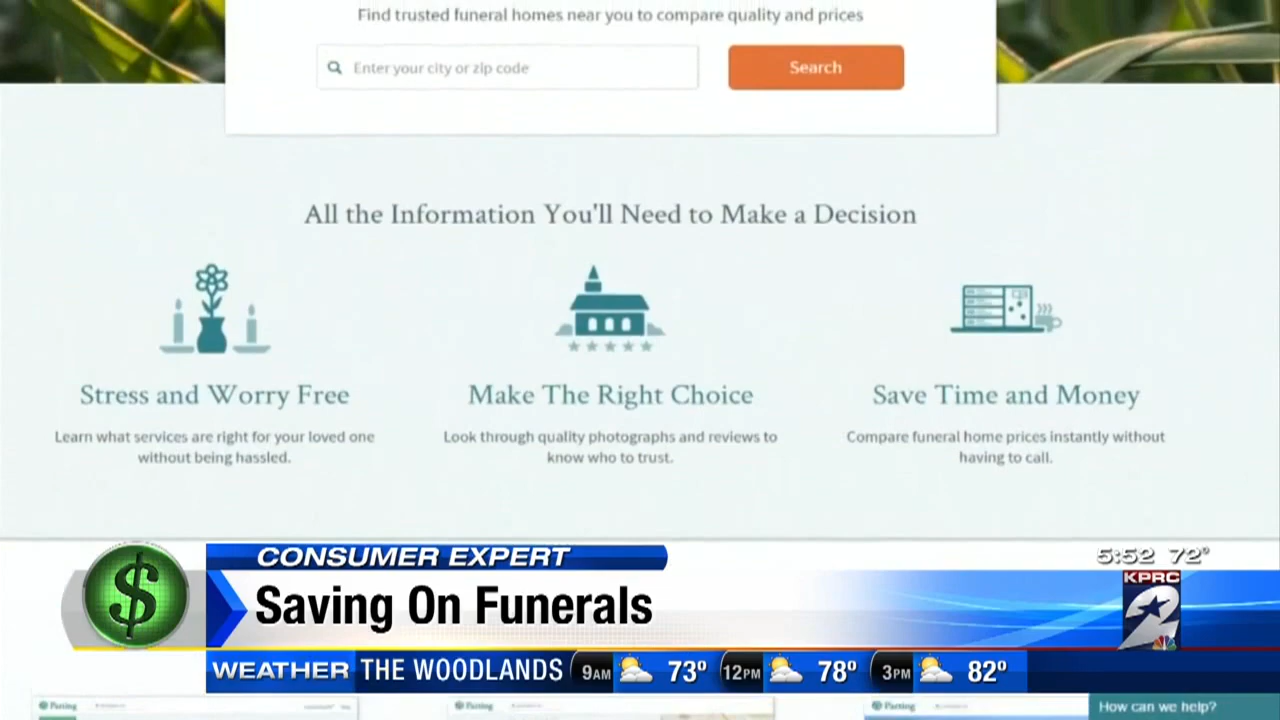 Find trusted funeral homes near you to compare quality and prices
Enter your city or zip code
Search
All the Information You'll Need to Make a Decision
Stress and Worry Free
Learn what services are right for your loved one
without being hassled.
Make The Right Choice
Look through quality photographs and reviews to
know who to trust.
Save Time and Money
Compare funeral home prices instantly without
having to call.
$
CONSUMER EXPERT
Saving On Funerals
5:52 72°
KPRC
2
WEATHER THE WOODLANDS 9AM 73° 12PM 78° 3PM 82°
Parting
Parting
Parting
How can we help?